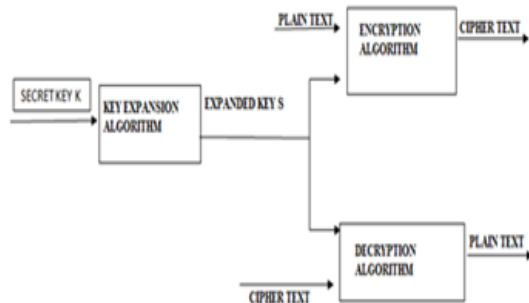 PLAIN TEXT
ENCRYPTION
ALGORITHM
CIPHER TEXT
SECRET KEY K
KEY EXPANSION
ALGORITHM
EXPANDED KEY S
DECRYPTION
ALGORITHM
PLAIN TEXT
CIPHER TEXT